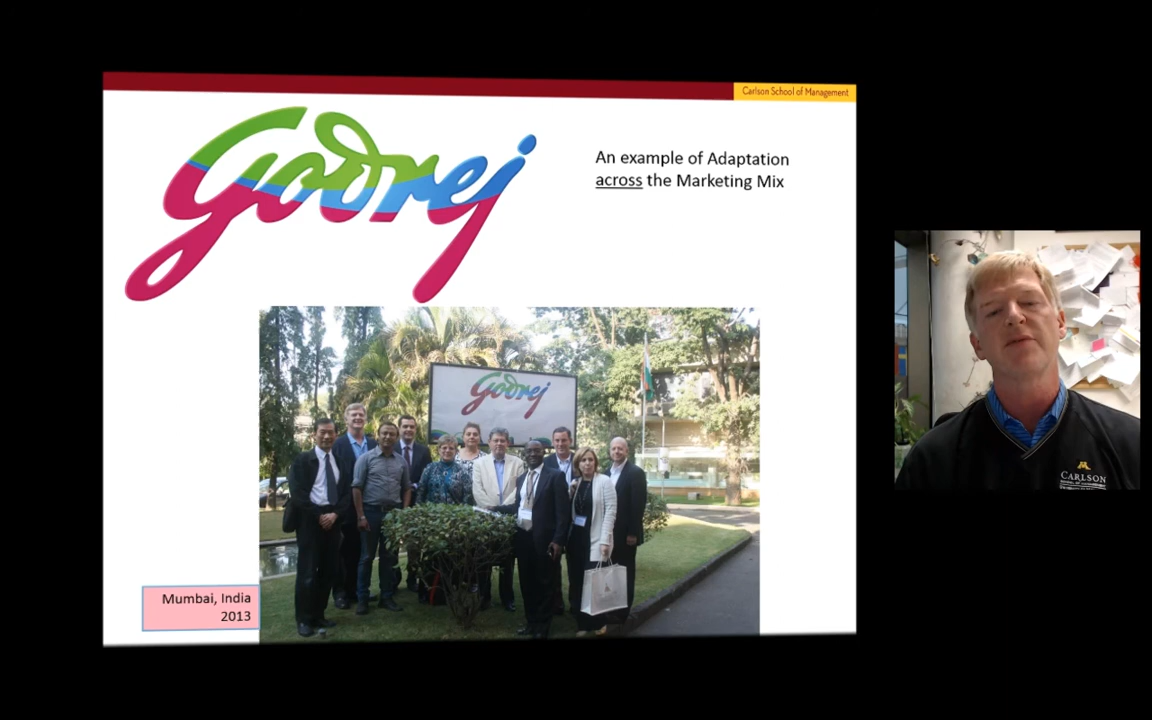 Carlson School of Management
Godrej
An example of Adaptation
across the Marketing Mix
Godrej
Mumbai, India
2013
CARLSON